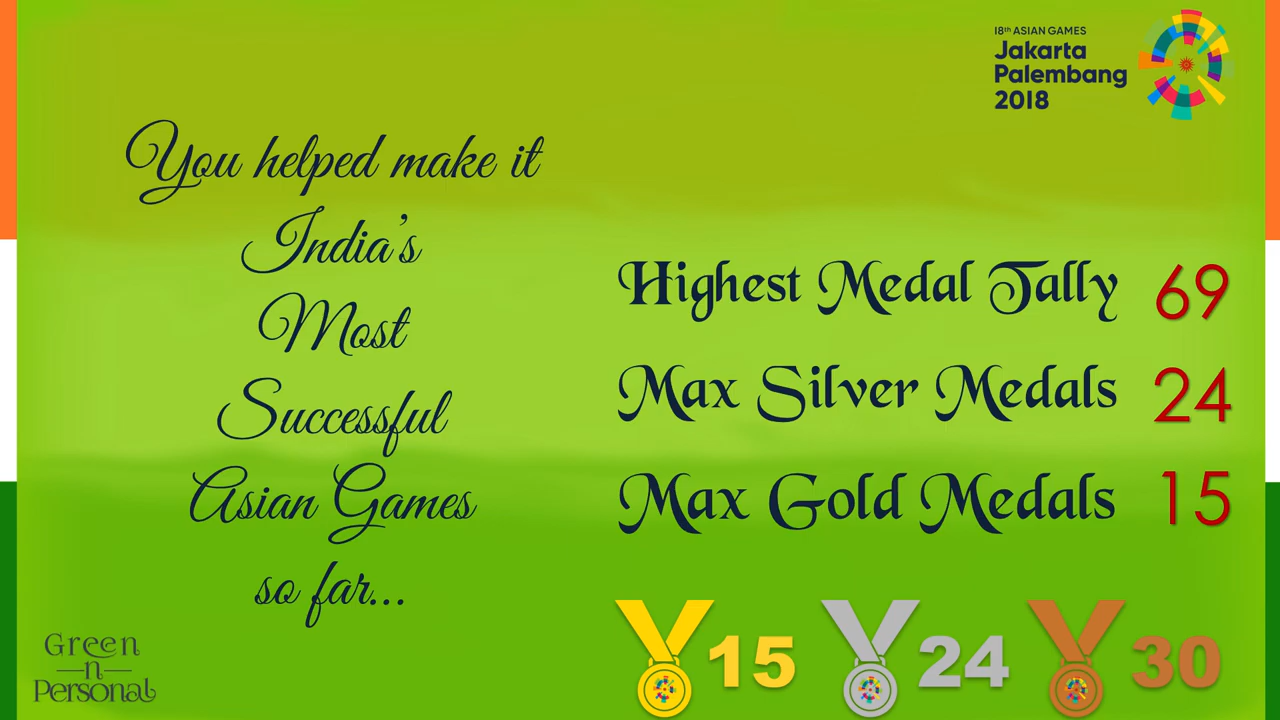 18th ASIAN GAMES
Jakarta
Palembang
2018
You helped make it
India's
Most
Successful
Asian Games
so far...
Highest Medal Tally 69
Max Silver Medals 24
Max Gold Medals 15
15 24 30
Green
n
Personal